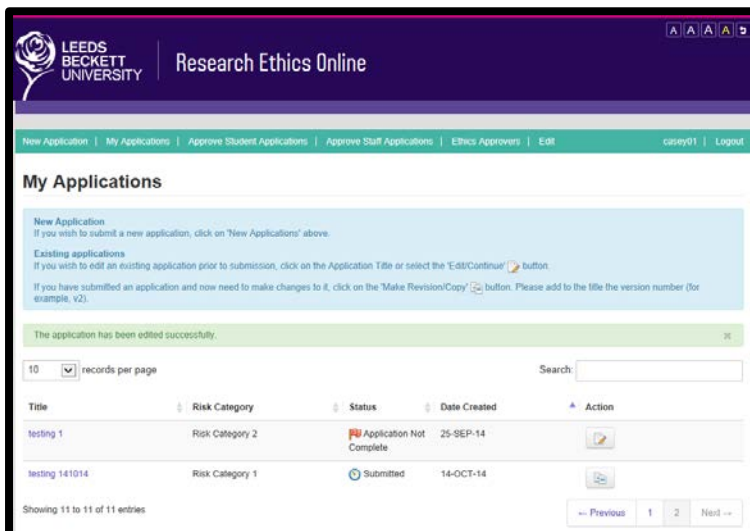 A A A A
LEEDS
BECKETT
UNIVERSITY
Research Ethics Online
New Application | My Applications | Approve Student Applications | Approve Staff Applications | Ethics Approvers | Edit casey01 | Logout
My Applications
New Application
If you wish to submit a new application, click on 'New Applications' above.
Existing applications
If you wish to edit an existing application prior to submission, click on the Application Title or select the 'Edit/Continue' button.
If you have submitted an application and now need to make changes to it, click on the 'Make Revision/Copy' button. Please add to the title the version number (for
example, v2).
The application has been edited successfully. ×
10 records per page Search:
Title Risk Category Status Date Created Action
testing 1 Risk Category 2 Application Not 25-SEP-14
Complete
testing 141014 Risk Category 1 Submitted 14-OCT-14
Showing 11 to 11 of 11 entries ← Previous 1 2 Next →